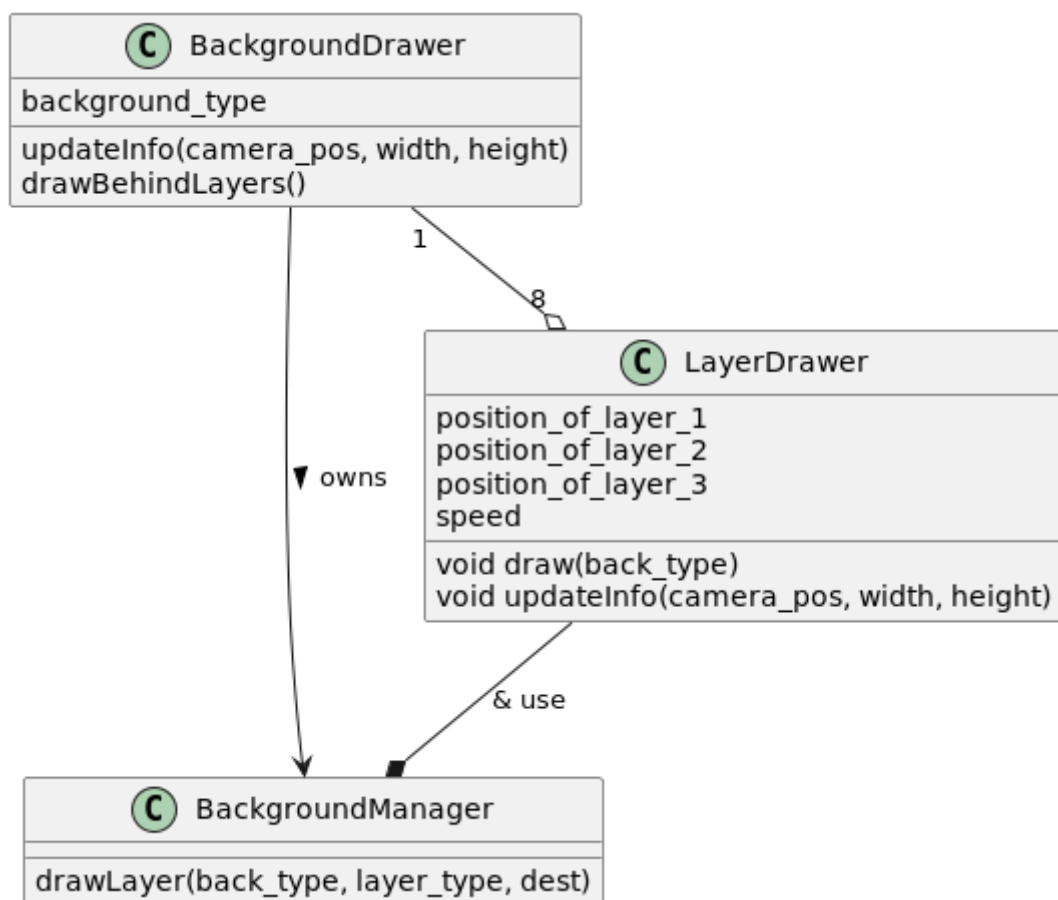 C BackgroundDrawer
background_type
updateInfo(camera_pos, width, height)
drawBehindLayers()
1
8
C LayerDrawer
position_of_layer_1
position_of_layer_2
position_of_layer_3
speed
void draw(back_type)
void updateInfo(camera_pos, width, height)
owns
& use
C BackgroundManager
drawLayer(back_type, layer_type, dest)